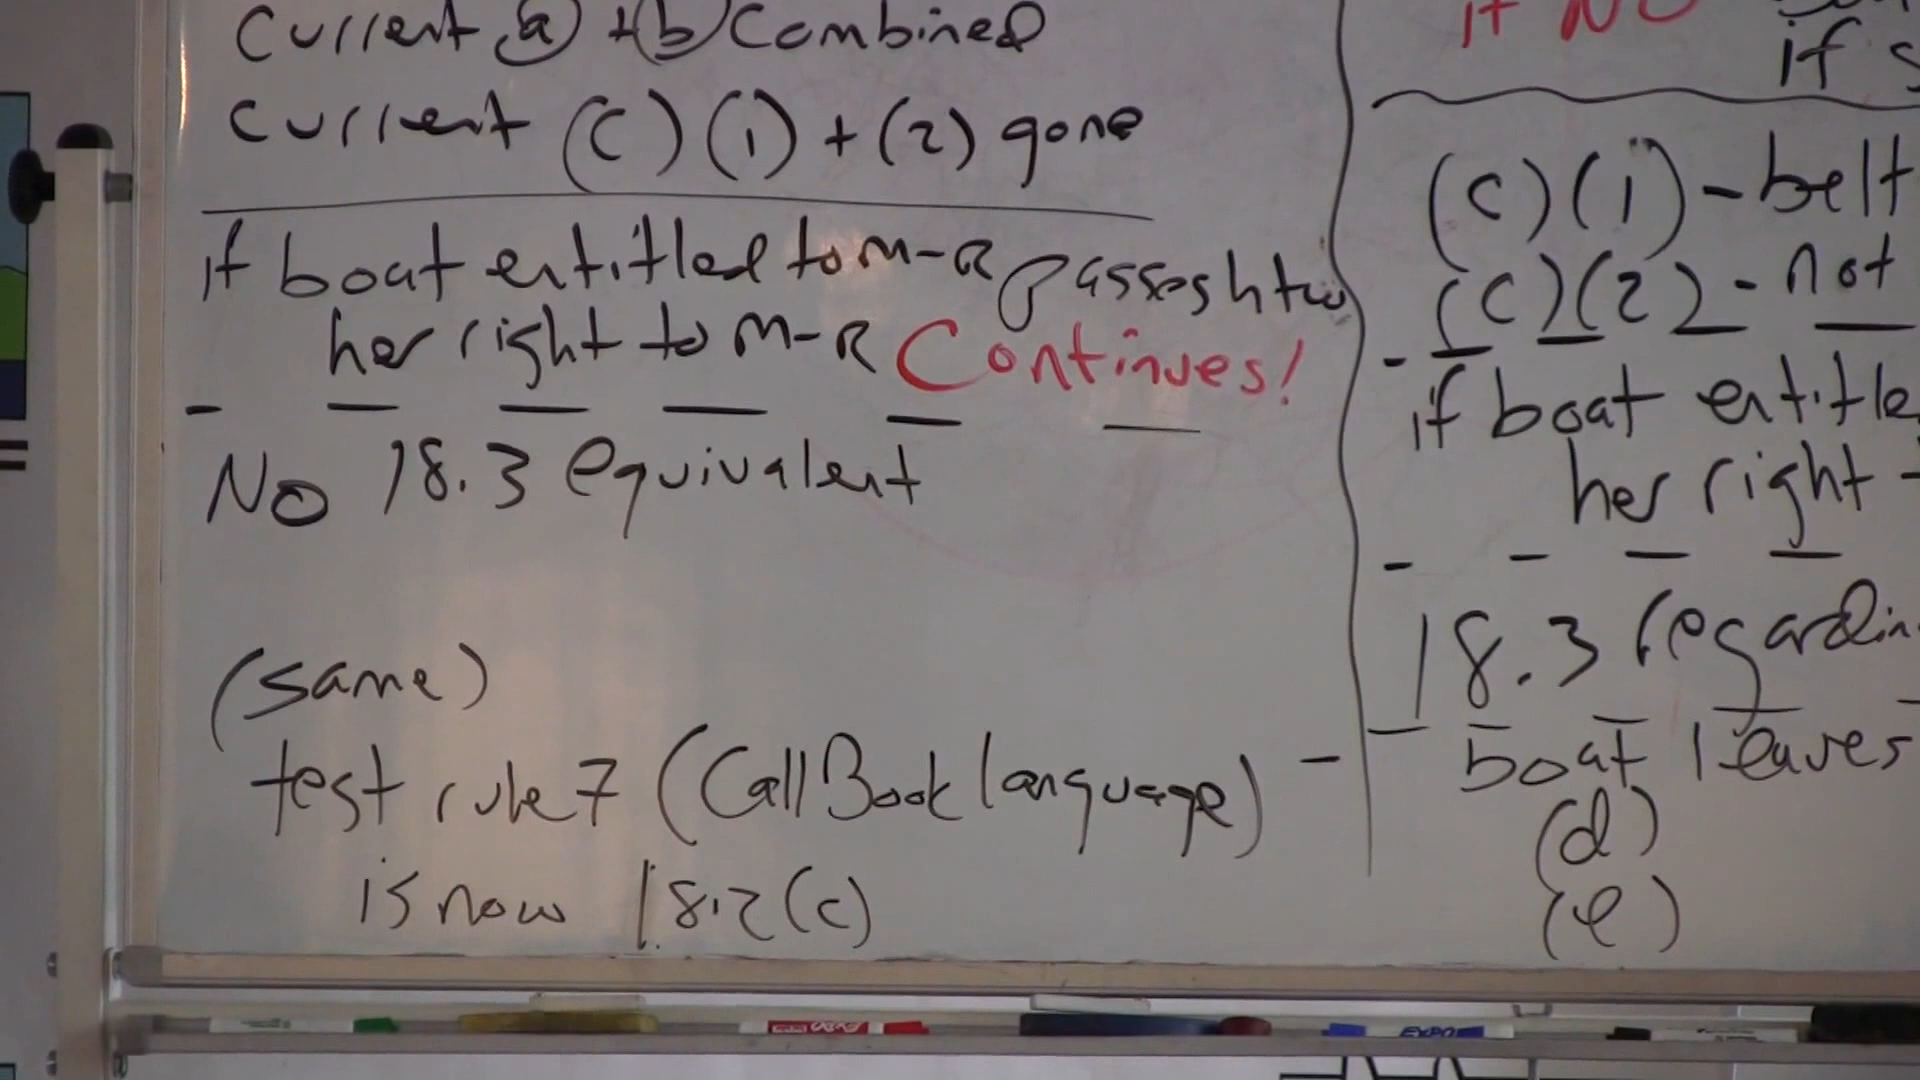 Current (a) + (b) Combined
Current (C) (1) + (2) gone
if boat entitled to M-R passes htw
her right to M-R Continues!
No 18.3 equivalent
(same)
test rule 7 (Call Book language)
is now 18.2(c)
if NO
if s
(c)(1) - belt
(c)(2) - not
if boat entitle
her right
18.3 regardin
boat leaves
(d)
(e)
EXPO